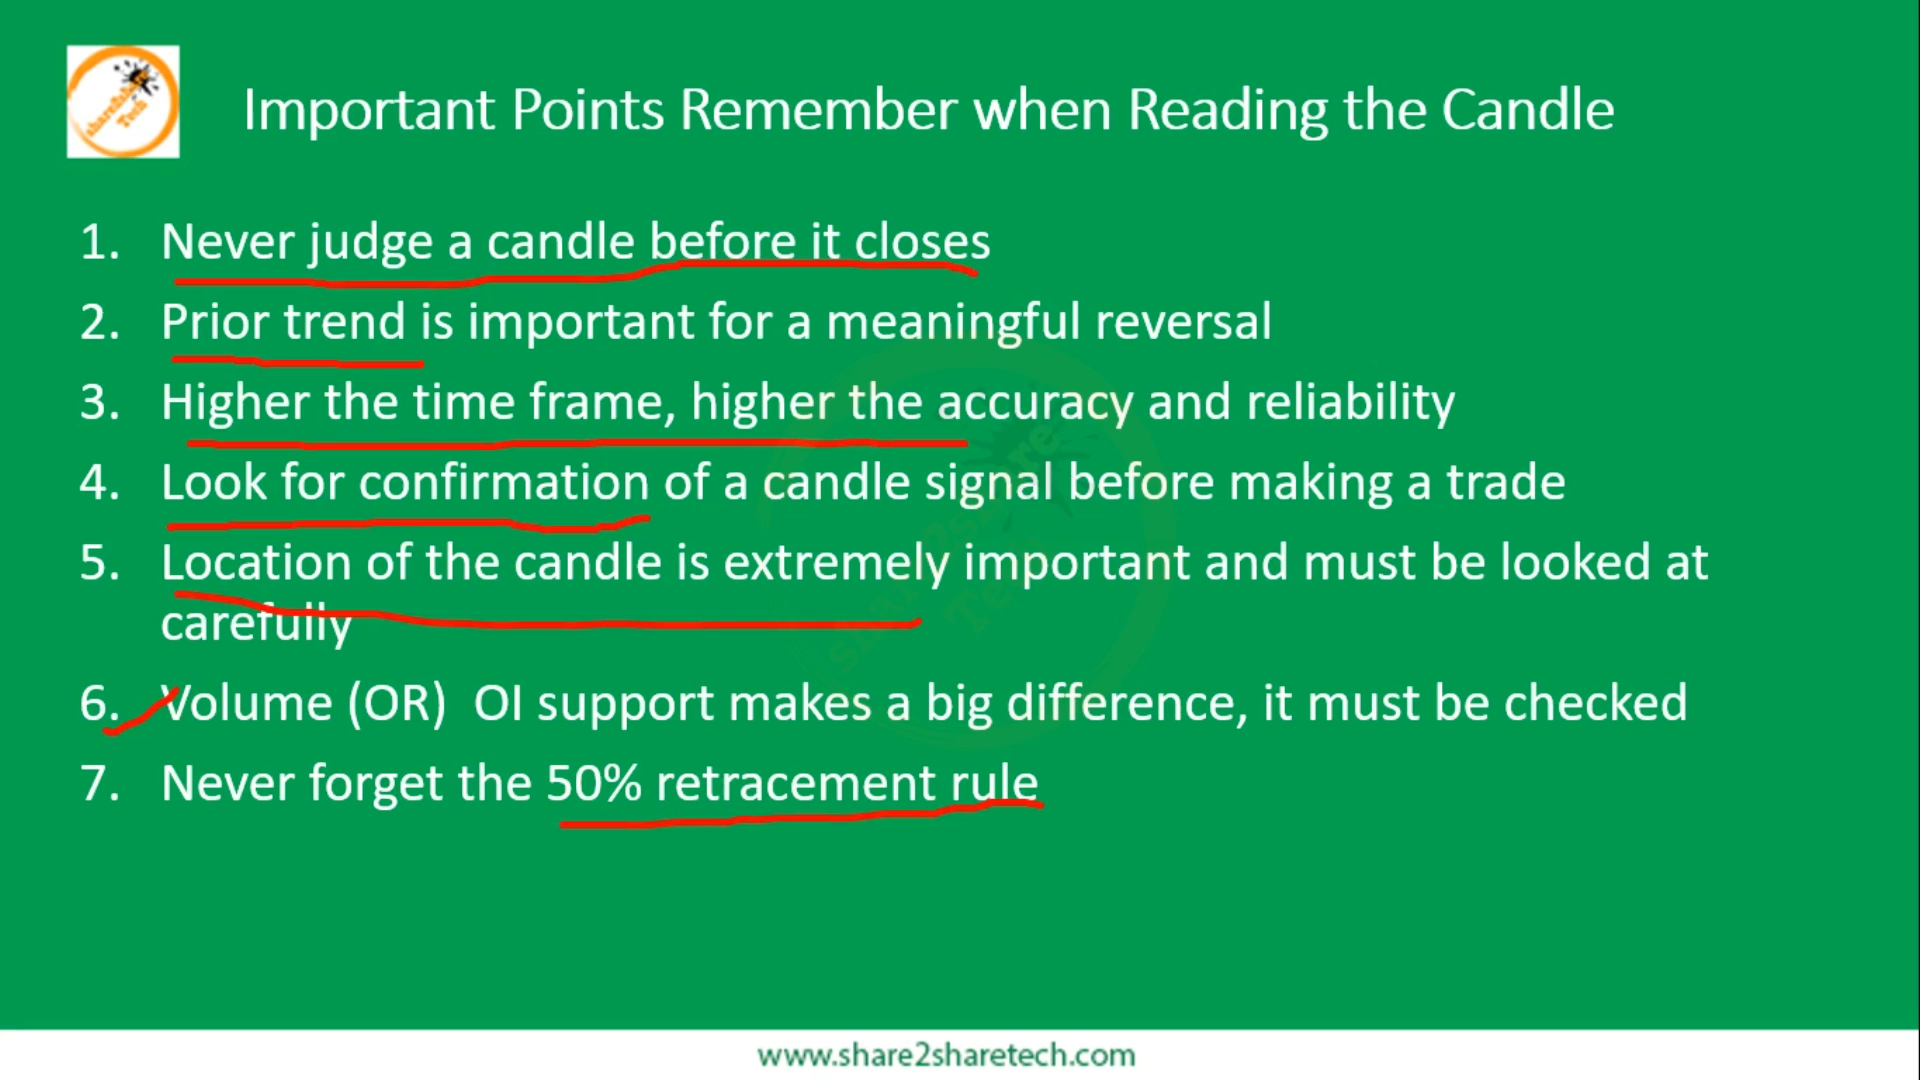 Important Points Remember when Reading the Candle
1. Never judge a candle before it closes
2. Prior trend is important for a meaningful reversal
3. Higher the time frame, higher the accuracy and reliability
4. Look for confirmation of a candle signal before making a trade
5. Location of the candle is extremely important and must be looked at
carefully
6. Volume (OR)  OI support makes a big difference, it must be checked
7. Never forget the 50% retracement rule
www.share2sharetech.com